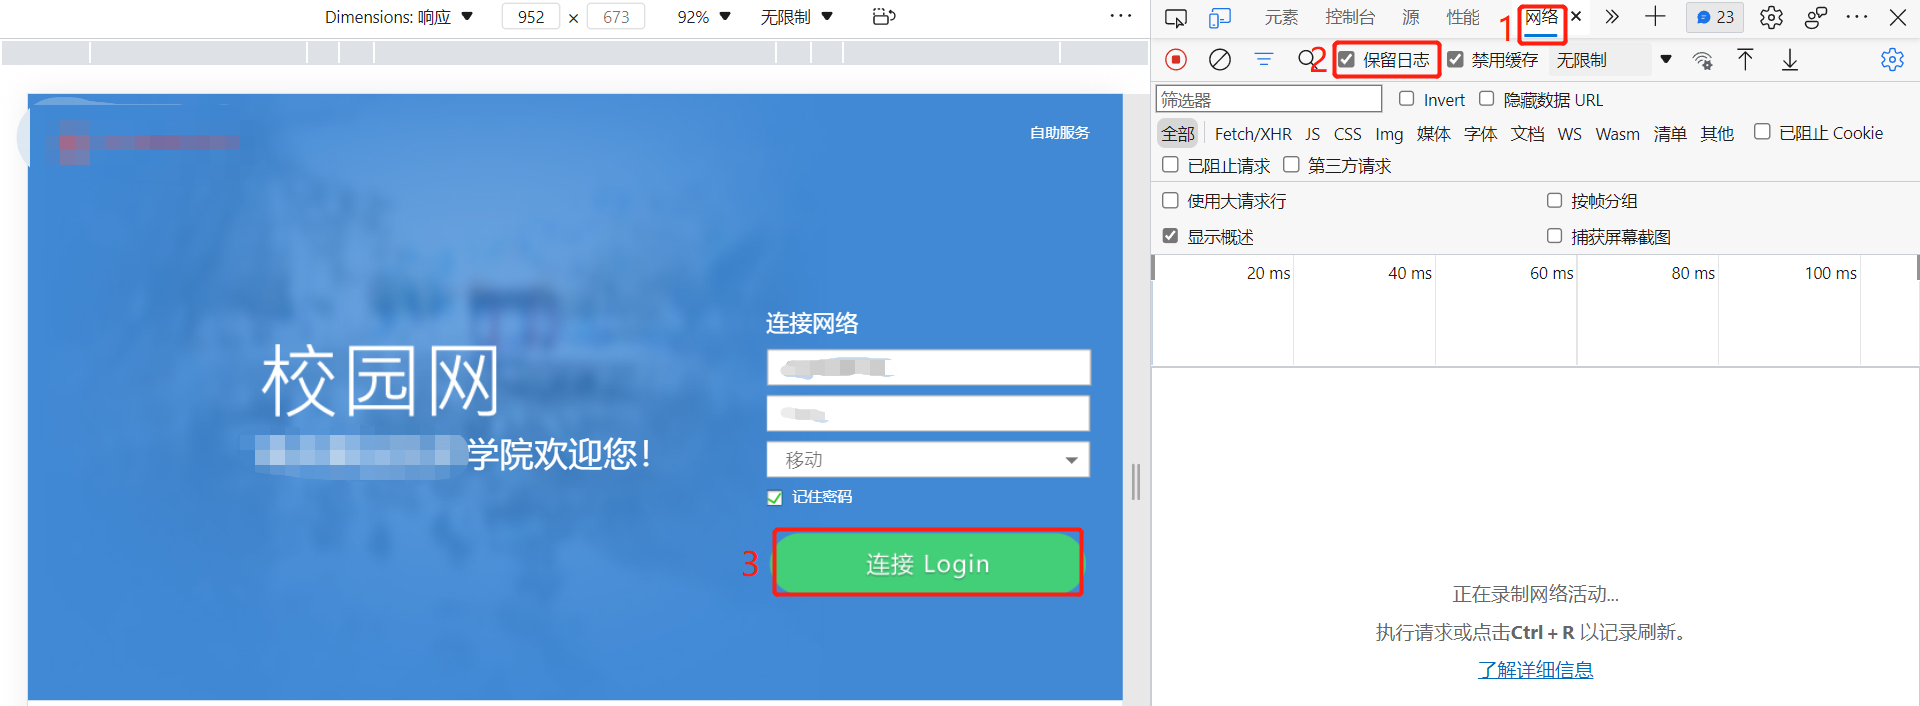 Dimensions: 响应 952 × 673 92% 无限制
元素 控制台 源 性能 网络 23
1
2 保留日志 禁用缓存 无限制
筛选器 Invert 隐藏数据 URL
全部 Fetch/XHR JS CSS Img 媒体 字体 文档 WS Wasm 清单 其他 已阻止 Cookie
已阻止请求 第三方请求
使用大请求行 按帧分组
显示概述 捕获屏幕截图
20 ms 40 ms 60 ms 80 ms 100 ms
正在录制网络活动...
执行请求或点击Ctrl + R 以记录刷新。
了解详细信息
自助服务
校园网
学院欢迎您！
连接网络
移动
记住密码
3 连接 Login